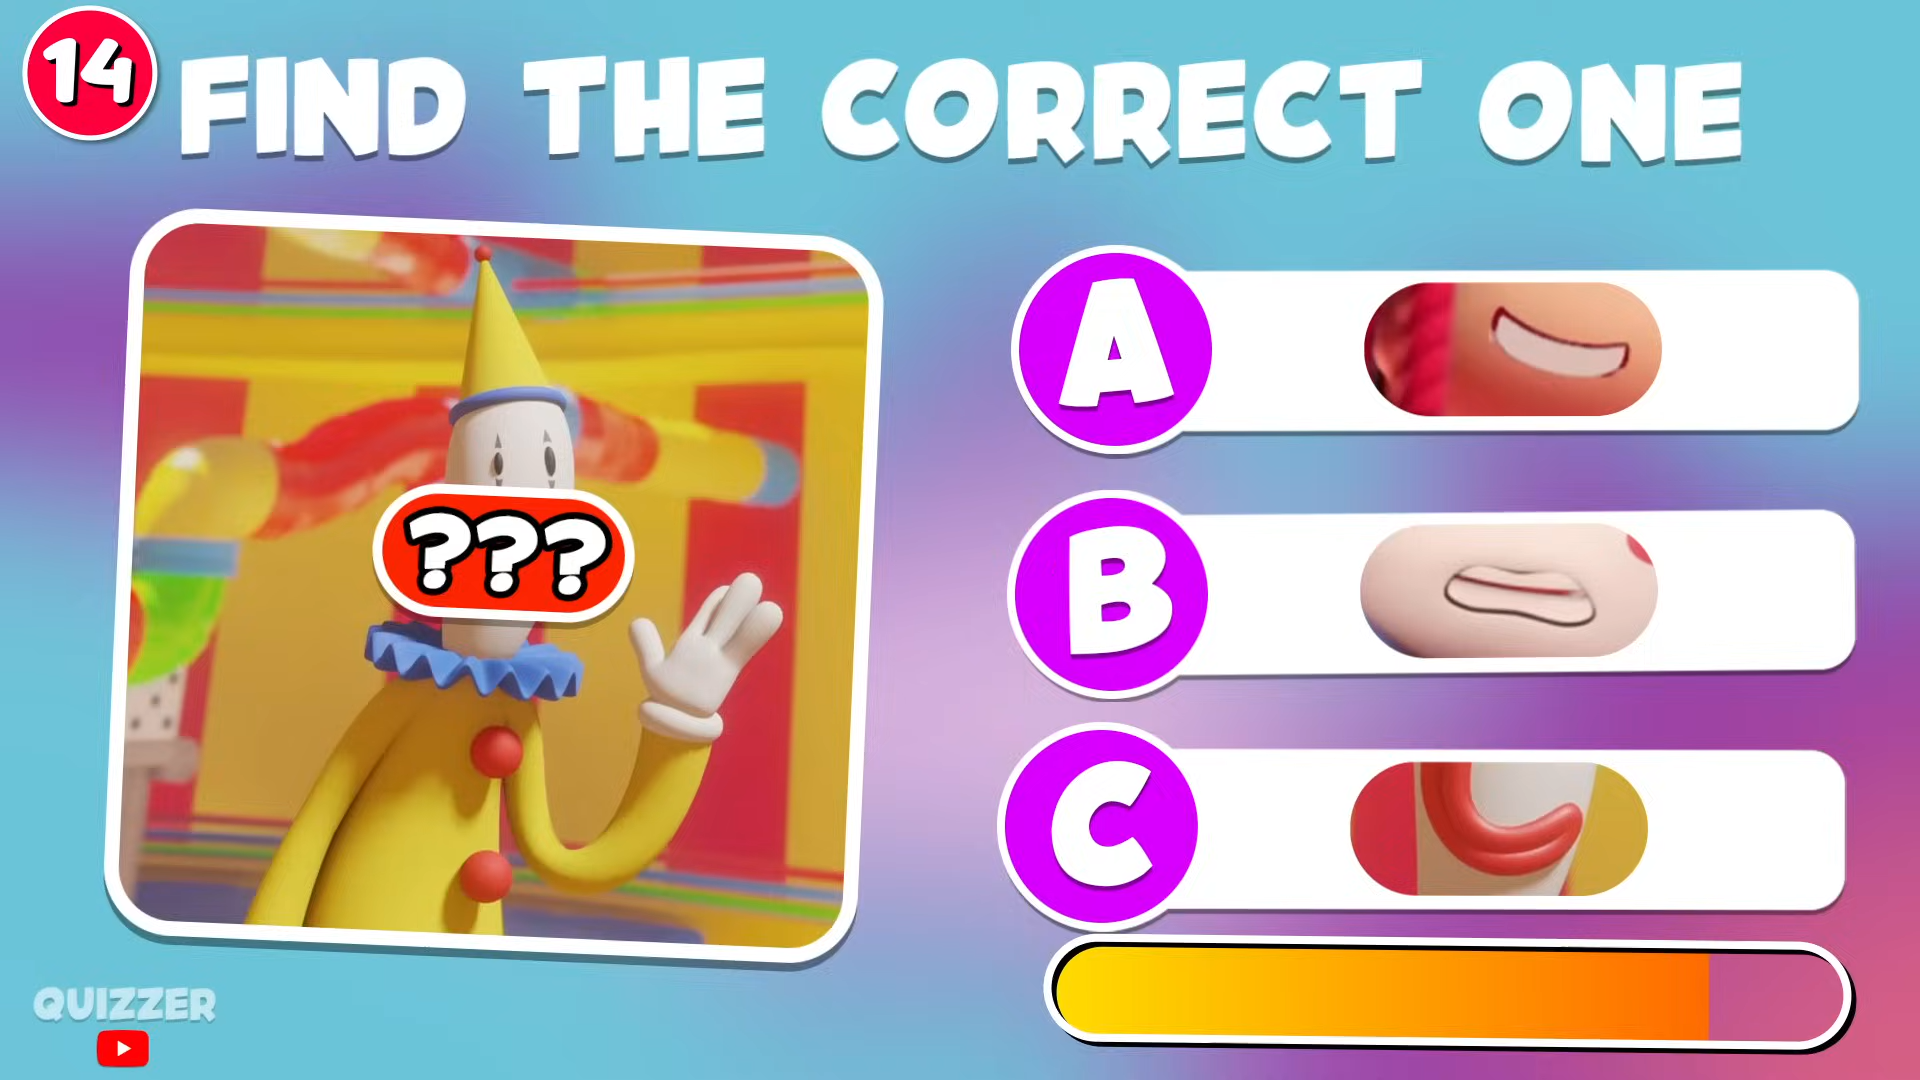 14
FIND THE CORRECT ONE
???
A
B
C
QUIZZER